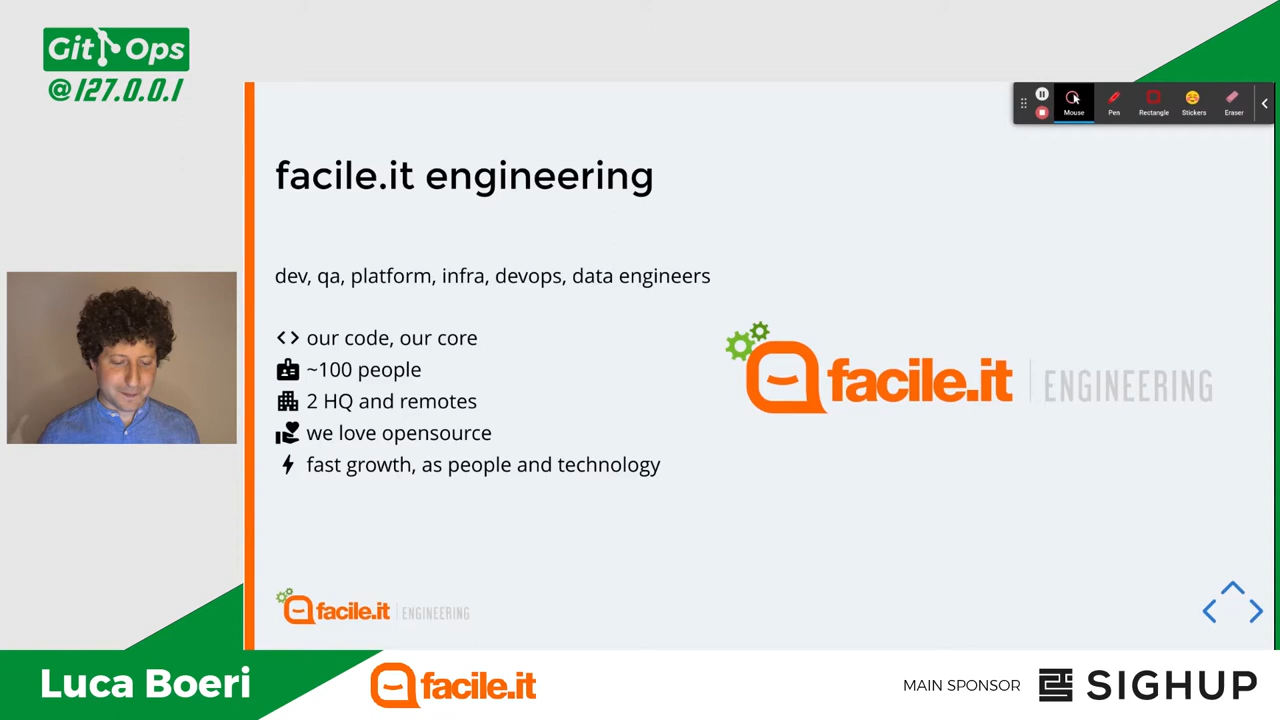 GitOps
@127.0.0.1
Mouse
Pen
Rectangle
Stickers
Eraser
facile.it engineering
dev, qa, platform, infra, devops, data engineers
<> our code, our core
~100 people
2 HQ and remotes
we love opensource
fast growth, as people and technology
facile.it | ENGINEERING
facile.it | ENGINEERING
Luca Boeri
facile.it
MAIN SPONSOR
SIGHUP